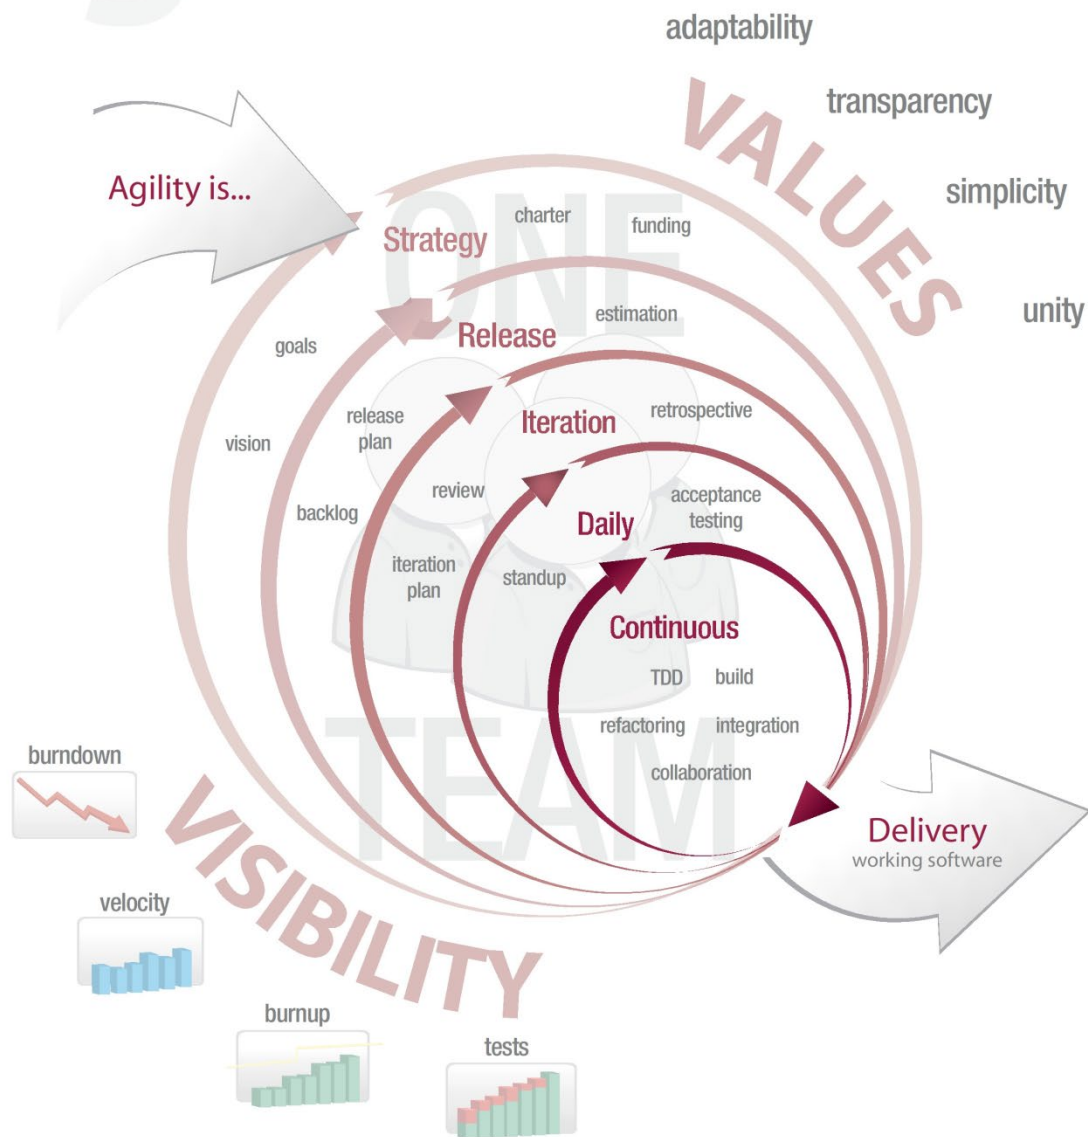 adaptability
VALUES
transparency
simplicity
unity
Agility is...
ONE
TEAM
Strategy
charter
funding
goals
vision
Release
estimation
release
plan
backlog
Iteration
retrospective
review
iteration
plan
Daily
acceptance
testing
standup
Continuous
TDD
build
refactoring
integration
collaboration
Delivery
working software
VISIBILITY
burndown
velocity
burnup
tests